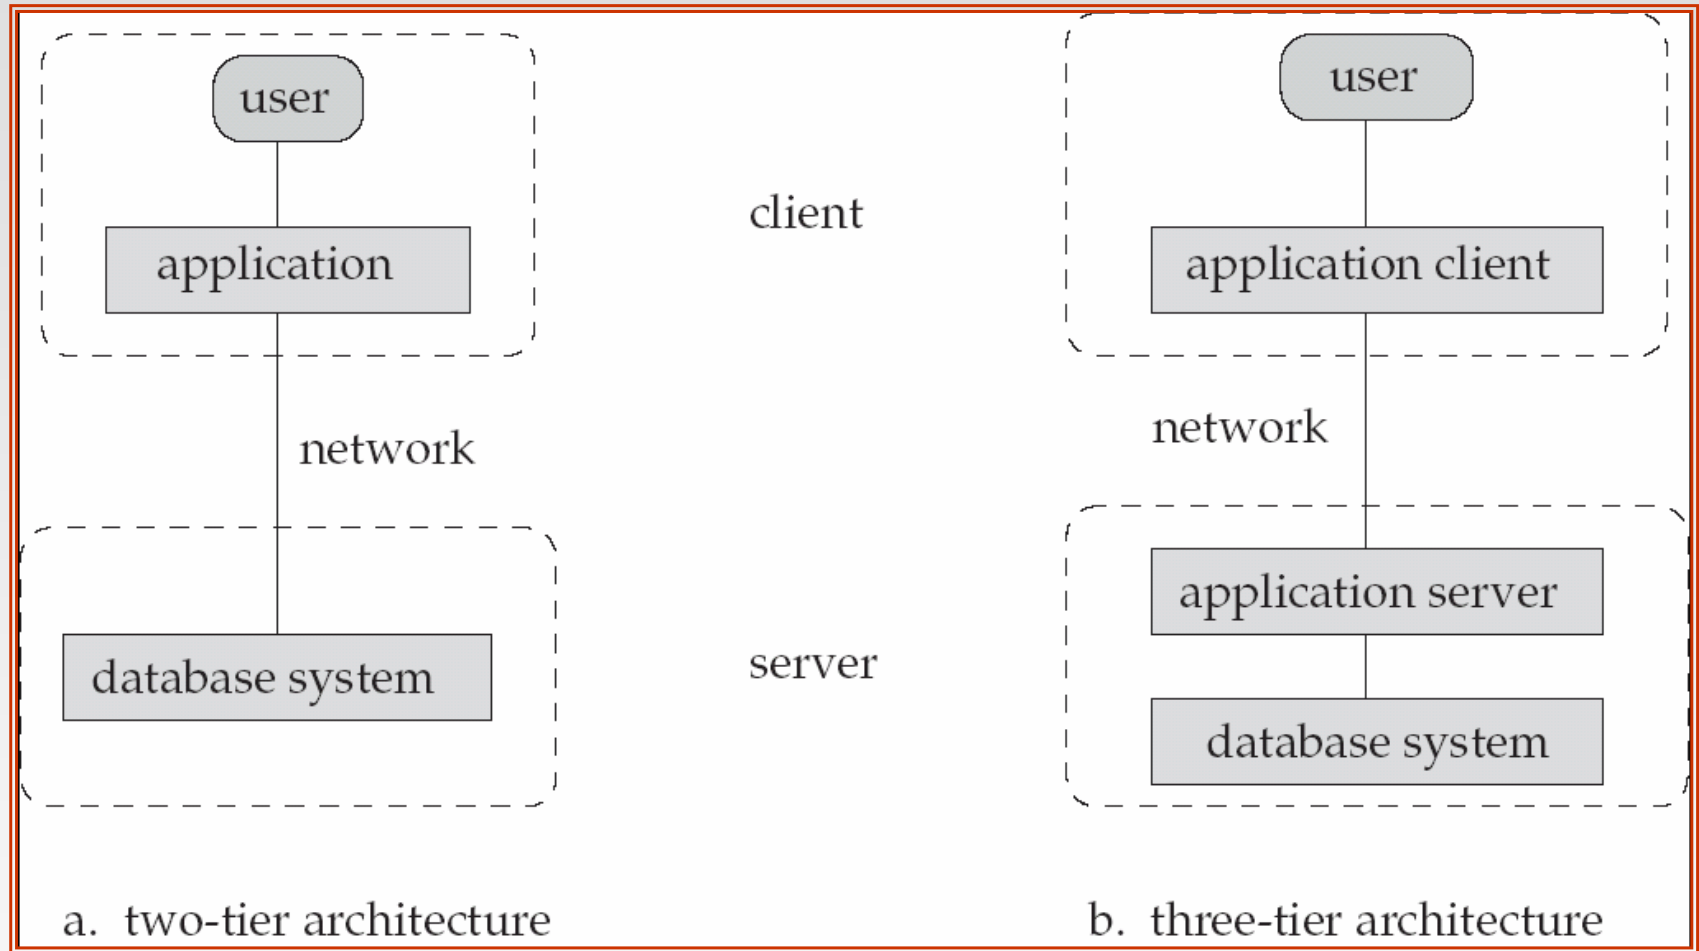 user
application
network
database system
client
server
user
application client
network
application server
database system
a. two-tier architecture
b. three-tier architecture